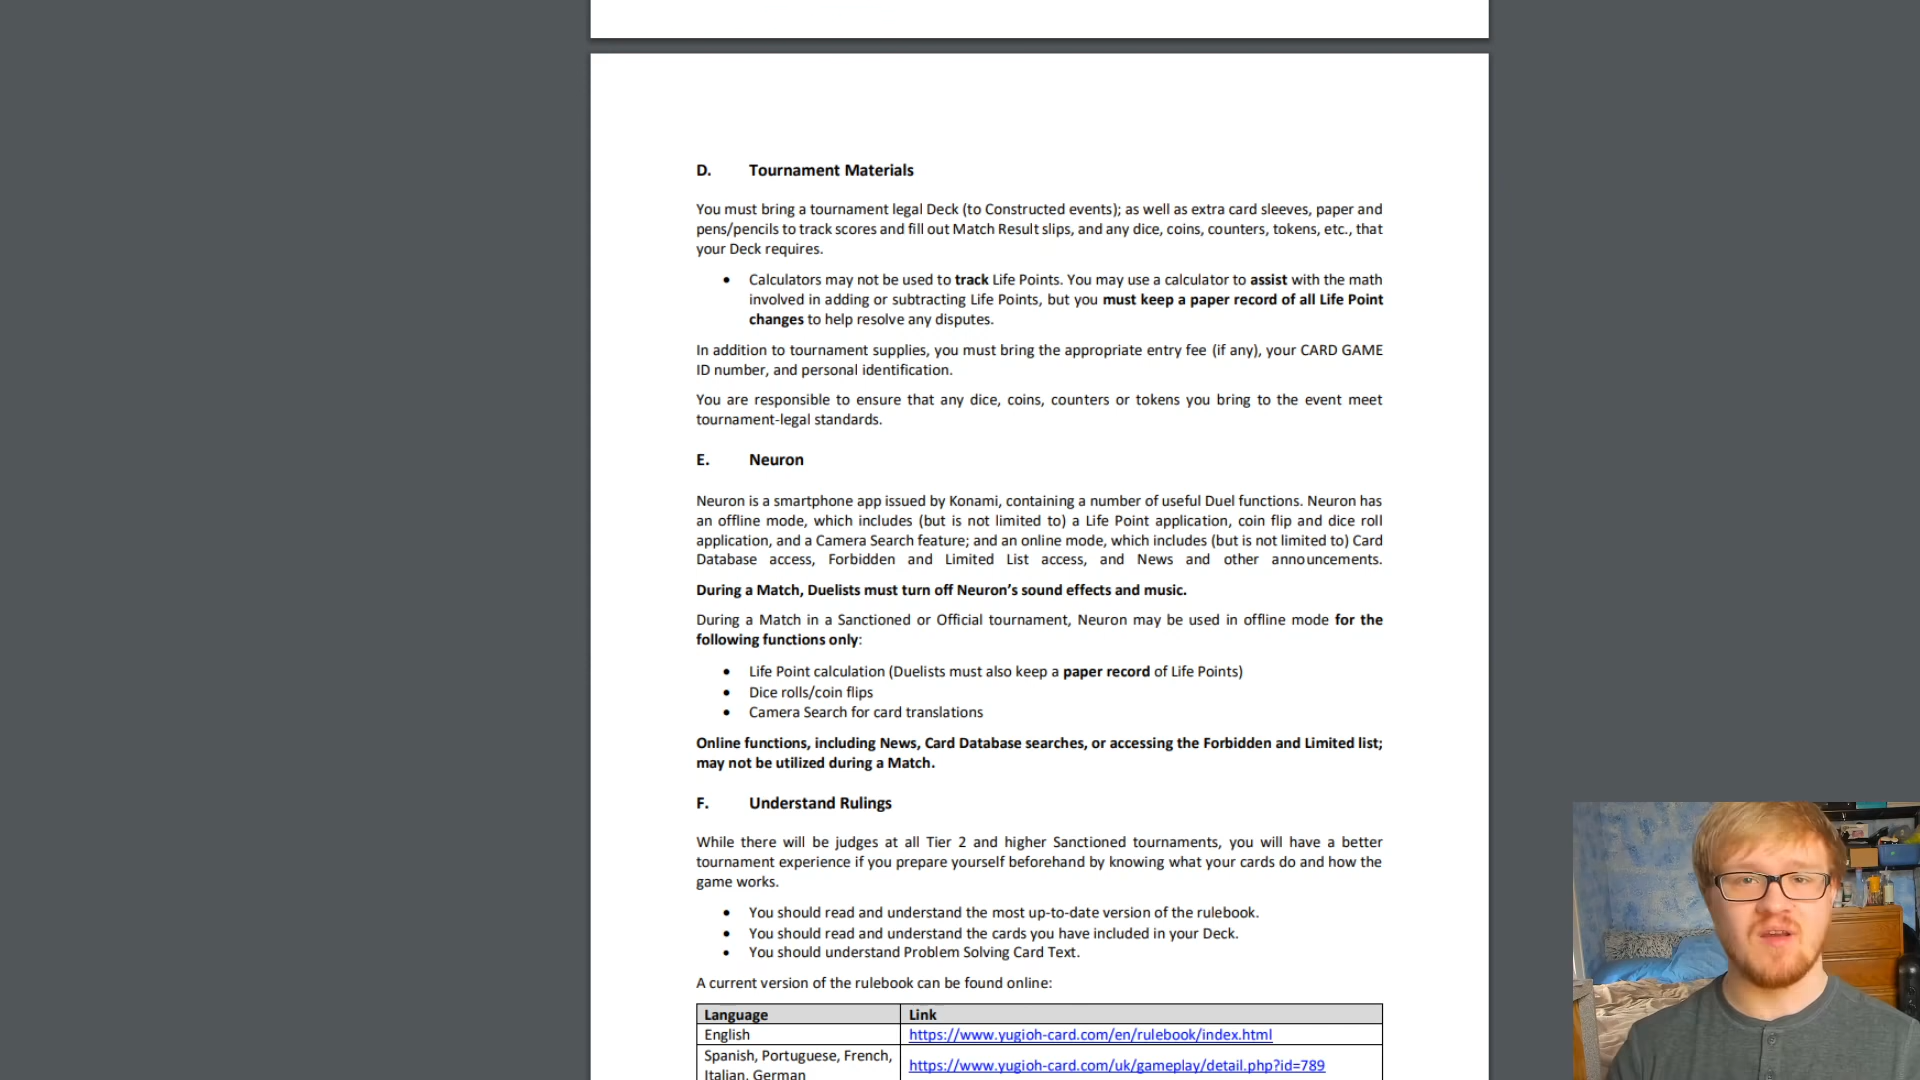 D. Tournament Materials
You must bring a tournament legal Deck (to Constructed events); as well as extra card sleeves, paper and
pens/pencils to track scores and fill out Match Result slips, and any dice, coins, counters, tokens, etc., that
your Deck requires.
• Calculators may not be used to track Life Points. You may use a calculator to assist with the math
involved in adding or subtracting Life Points, but you must keep a paper record of all Life Point
changes to help resolve any disputes.
In addition to tournament supplies, you must bring the appropriate entry fee (if any), your CARD GAME
ID number, and personal identification.
You are responsible to ensure that any dice, coins, counters or tokens you bring to the event meet
tournament-legal standards.
E. Neuron
Neuron is a smartphone app issued by Konami, containing a number of useful Duel functions. Neuron has
an offline mode, which includes (but is not limited to) a Life Point application, coin flip and dice roll
application, and a Camera Search feature; and an online mode, which includes (but is not limited to) Card
Database access, Forbidden and Limited List access, and News and other announcements.
During a Match, Duelists must turn off Neuron’s sound effects and music.
During a Match in a Sanctioned or Official tournament, Neuron may be used in offline mode for the
following functions only:
• Life Point calculation (Duelists must also keep a paper record of Life Points)
• Dice rolls/coin flips
• Camera Search for card translations
Online functions, including News, Card Database searches, or accessing the Forbidden and Limited list;
may not be utilized during a Match.
F. Understand Rulings
While there will be judges at all Tier 2 and higher Sanctioned tournaments, you will have a better
tournament experience if you prepare yourself beforehand by knowing what your cards do and how the
game works.
• You should read and understand the most up-to-date version of the rulebook.
• You should read and understand the cards you have included in your Deck.
• You should understand Problem Solving Card Text.
A current version of the rulebook can be found online:
Language Link
English https://www.yugioh-card.com/en/rulebook/index.html
Spanish, Portuguese, French,
Italian, German https://www.yugioh-card.com/uk/gameplay/detail.php?id=789